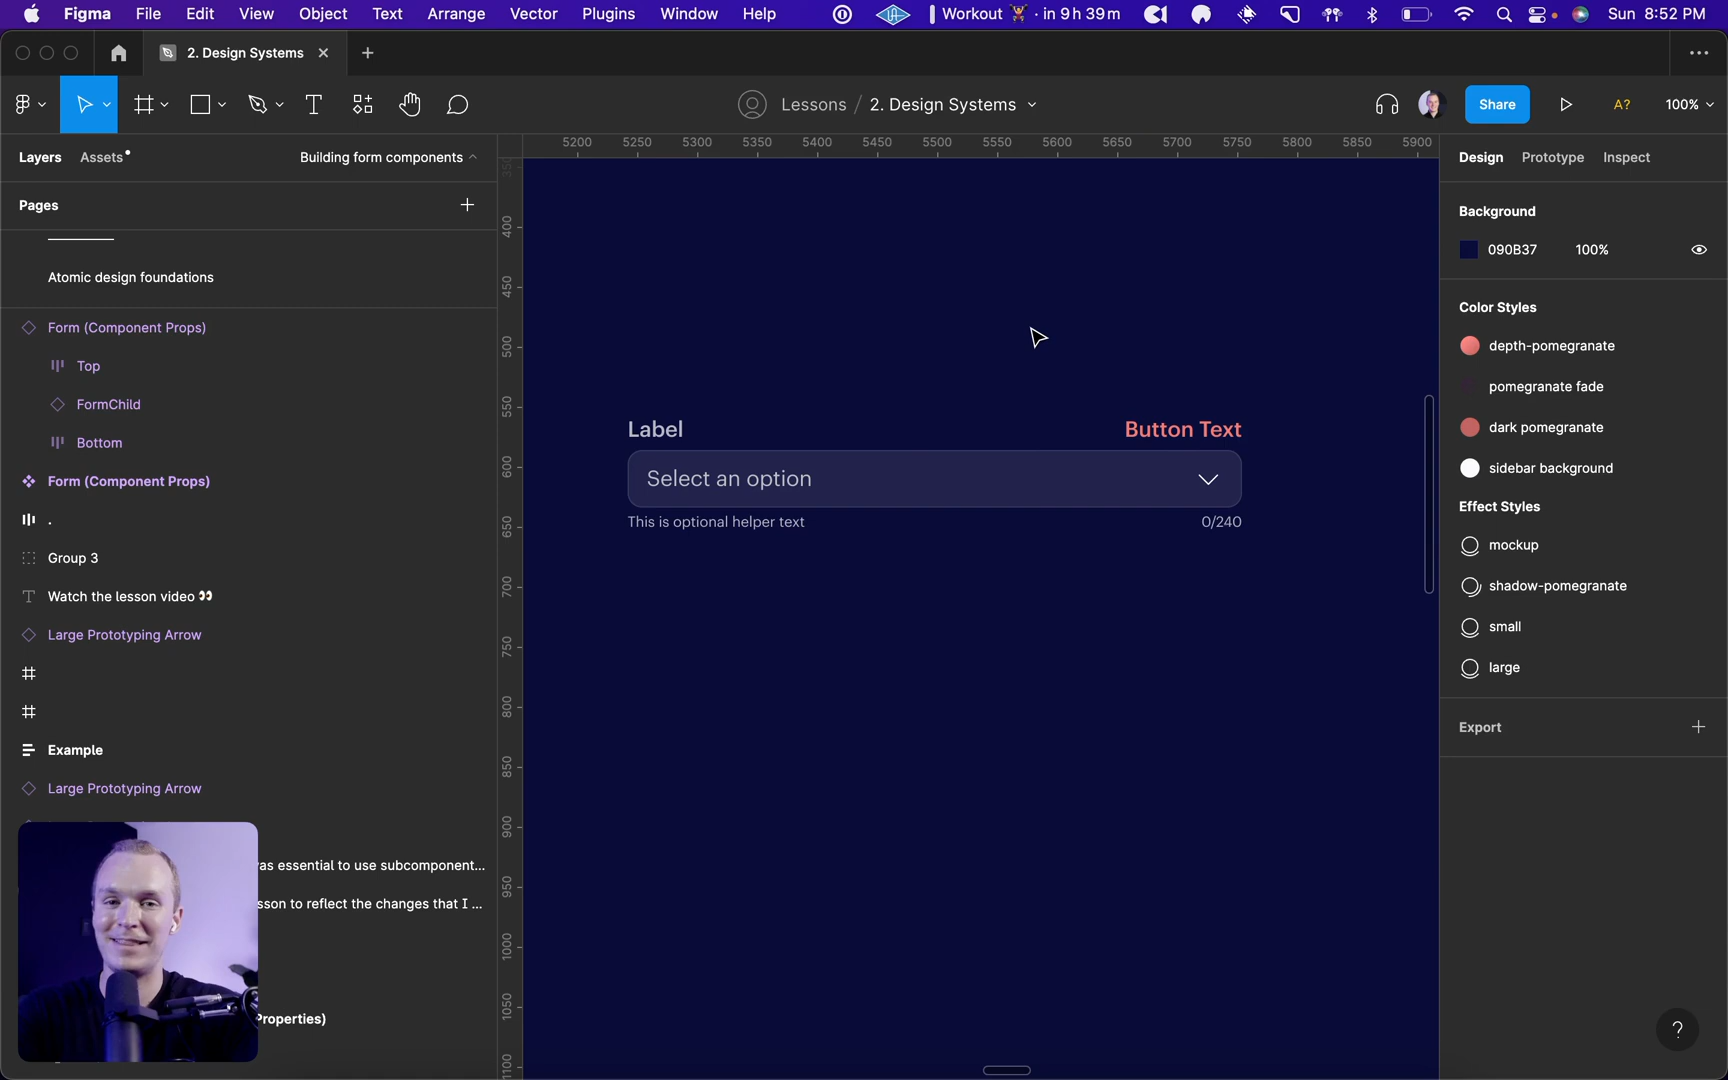 Figma File Edit View Object Text Arrange Vector Plugins Window Help Workout 🏋 · in 9 h 39 m Sun 8:52 PM
2. Design Systems
Lessons / 2. Design Systems Share A? 100%
Layers Assets Building form components
5200 5250 5300 5350 5400 5450 5500 5550 5600 5650 5700 5750 5800 5850 5900
Design Prototype Inspect
Pages
Atomic design foundations
Form (Component Props)
Top
FormChild
Bottom
Form (Component Props)
.
Group 3
Watch the lesson video 👀
Large Prototyping Arrow
Example
Large Prototyping Arrow
as essential to use subcomponent...
sson to reflect the changes that I ...
Properties)
350
400
450
500
550
600
650
700
750
800
850
900
950
1000
1050
1100
Label Button Text
Select an option
This is optional helper text 0/240
Background
090B37 100%
Color Styles
depth-pomegranate
pomegranate fade
dark pomegranate
sidebar background
Effect Styles
mockup
shadow-pomegranate
small
large
Export
?